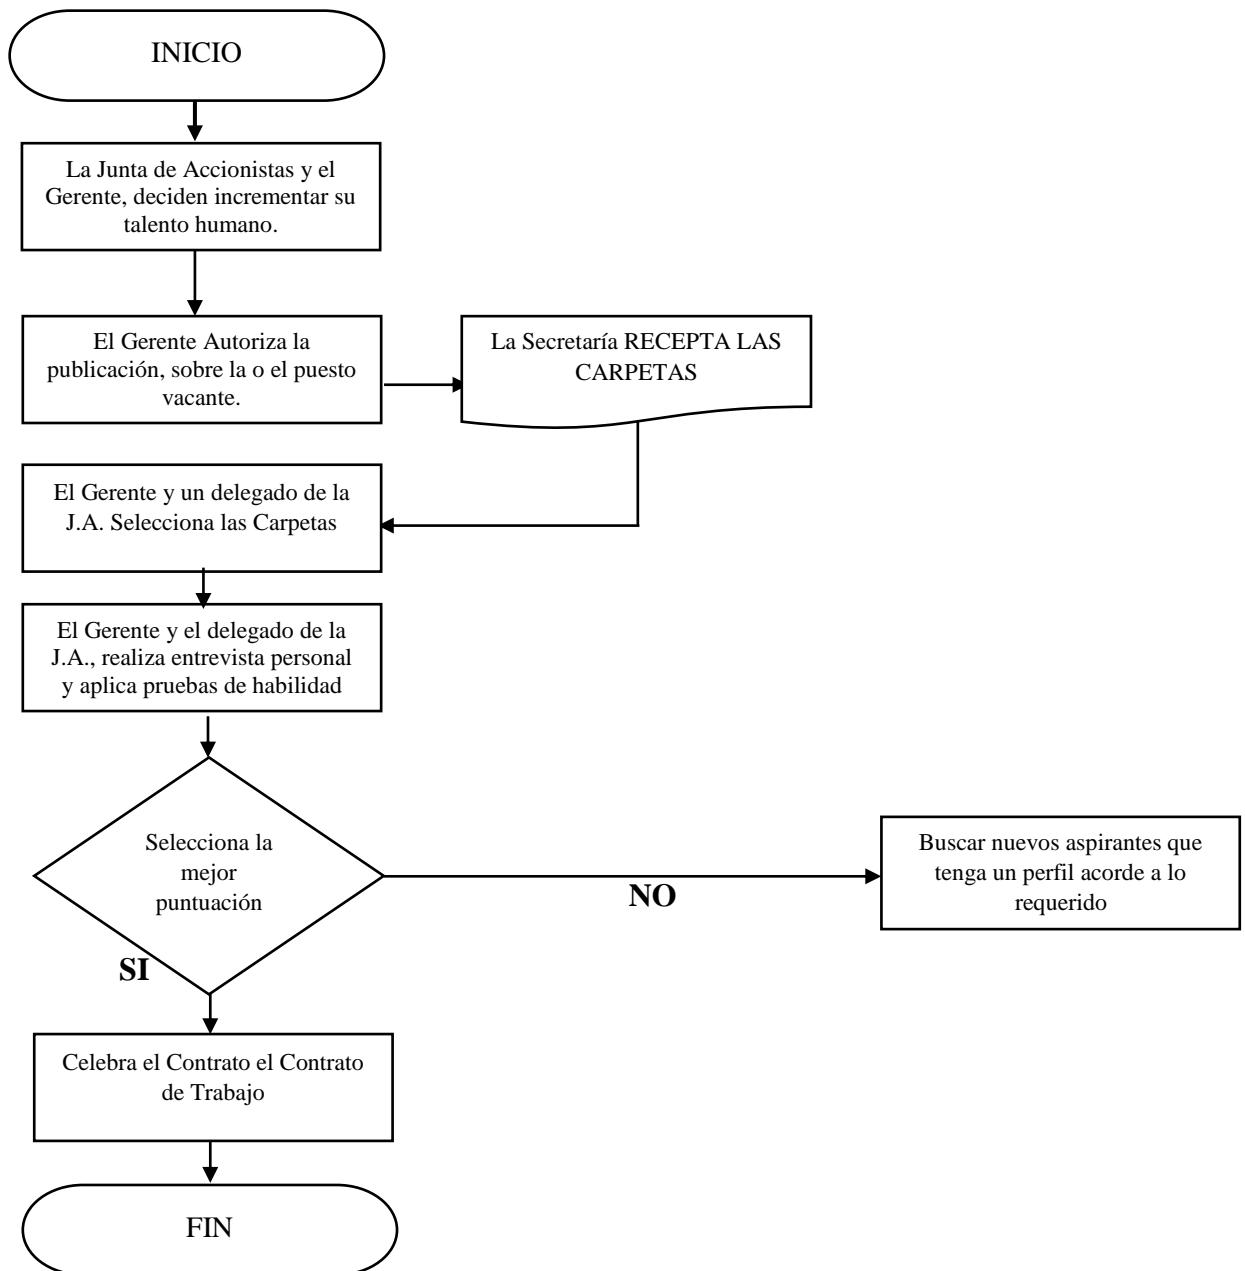 INICIO
La Junta de Accionistas y el
Gerente, deciden incrementar su
talento humano.
El Gerente Autoriza la
publicación, sobre la o el puesto
vacante.
La Secretaría RECEPTA LAS
CARPETAS
El Gerente y un delegado de la
J.A. Selecciona las Carpetas
El Gerente y el delegado de la
J.A., realiza entrevista personal
y aplica pruebas de habilidad
Selecciona la
mejor
puntuación
NO
Buscar nuevos aspirantes que
tenga un perfil acorde a lo
requerido
SI
Celebra el Contrato el Contrato
de Trabajo
FIN